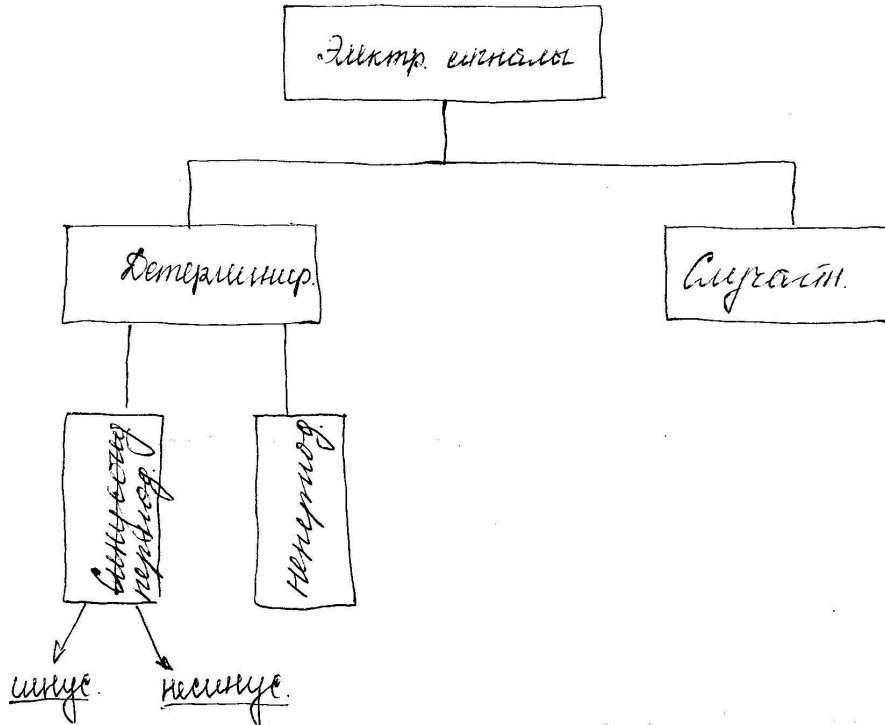 Электр. сигналы
Детерминир.
Случайн.
Синусоид.
период.
непериод.
синус.
несинус.